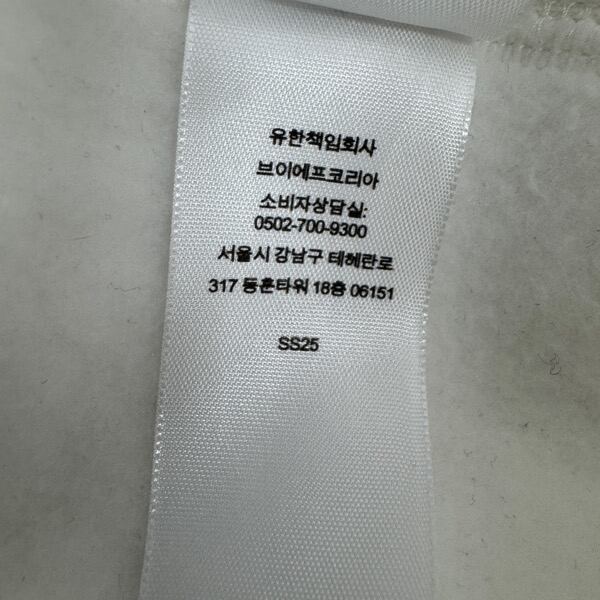 유한책임회사
브이에프코리아
소비자상담실:
0502-700-9300
서울시 강남구 테헤란로
317 동훈타워 18층 06151
SS25